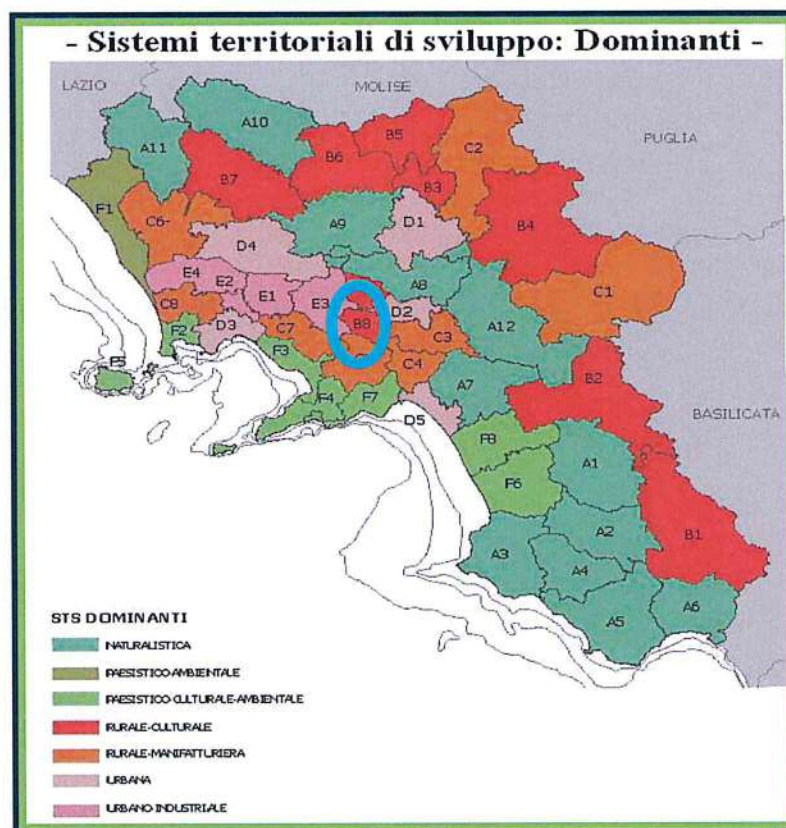 - Sistemi territoriali di sviluppo: Dominanti -
LAZIO
MOLISE
PUGLIA
BASILICATA
A10
B5
A11
B6
C2
B7
B3
F1
B4
C6-
A9
D1
D4
E4
E2
A8
C1
E1
E3
C8
D2
A12
F2
D3
C7
B8
C3
F3
F5
C4
B2
A7
F4
F7
D5
F8
A1
F6
B1
A2
A3
A4
A5
A6
STS DOMINANTI
NATURALISTICA
PAESISTICO-AMBIENTALE
PAESISTICO-CULTURALE-AMBIENTALE
RURALE-CULTURALE
RURALE-MANIFATTURIERA
URBANA
URBANO INDUSTRIALE